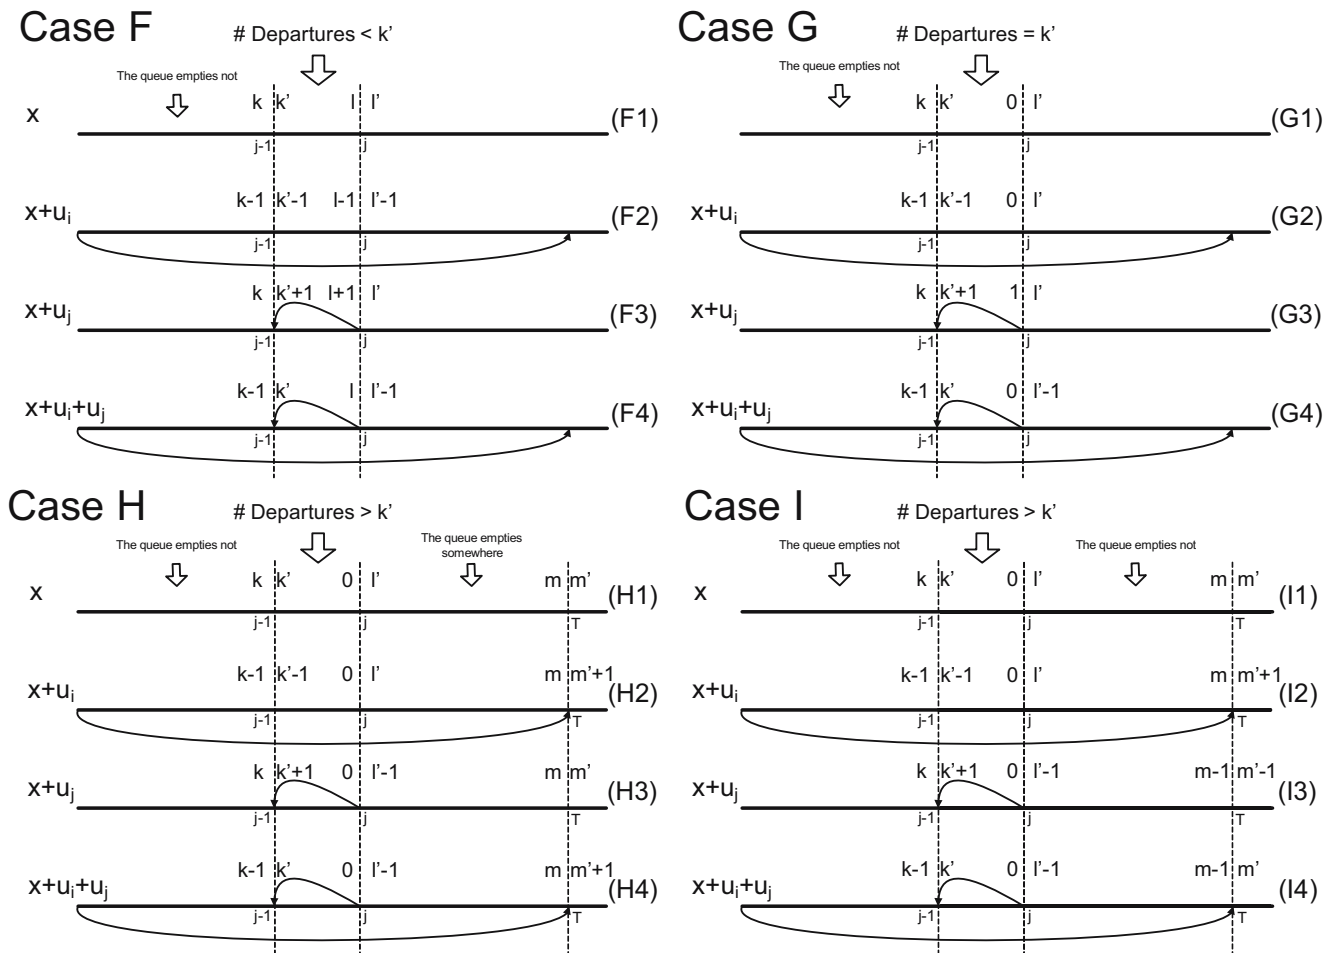 Case F
# Departures < k'
The queue empties not
x k k' l l' (F1)
j-1 j
x+ui k-1 k'-1 l-1 l'-1 (F2)
j-1 j
x+uj k k'+1 l+1 l' (F3)
j-1 j
x+ui+uj k-1 k' l l'-1 (F4)
j-1 j
Case G
# Departures = k'
The queue empties not
k k' 0 l' (G1)
j-1 j
x+ui k-1 k'-1 0 l' (G2)
j-1 j
x+uj k k'+1 1 l' (G3)
j-1 j
x+ui+uj k-1 k' 0 l'-1 (G4)
j-1 j
Case H
# Departures > k'
The queue empties not
The queue empties
somewhere
x k k' 0 l' m m' (H1)
j-1 j T
x+ui k-1 k'-1 0 l' m m'+1 (H2)
j-1 j T
x+uj k k'+1 0 l'-1 m m' (H3)
j-1 j T
x+ui+uj k-1 k' 0 l'-1 m m'+1 (H4)
j-1 j T
Case I
# Departures > k'
The queue empties not
The queue empties not
x k k' 0 l' m m' (I1)
j-1 j T
x+ui k-1 k'-1 0 l' m m'+1 (I2)
j-1 j T
x+uj k k'+1 0 l'-1 m-1 m'-1 (I3)
j-1 j T
x+ui+uj k-1 k' 0 l'-1 m-1 m' (I4)
j-1 j T